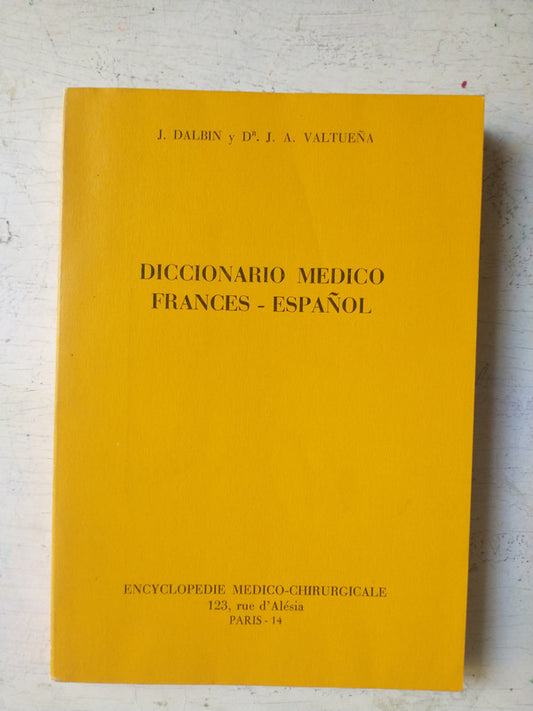 J. DALBIN y Dᴿ. J. A. VALTUEÑA
DICCIONARIO MEDICO
FRANCES - ESPAÑOL
ENCYCLOPEDIE MEDICO-CHIRURGICALE
123, rue d'Alésia
PARIS - 14